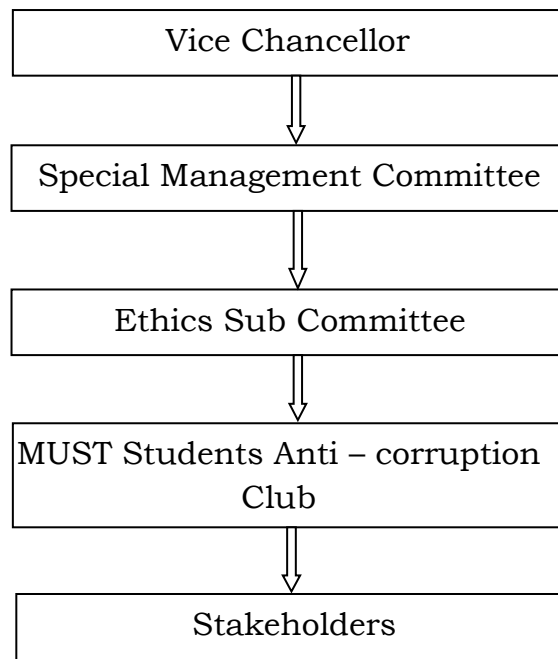 Vice Chancellor
Special Management Committee
Ethics Sub Committee
MUST Students Anti – corruption
Club
Stakeholders